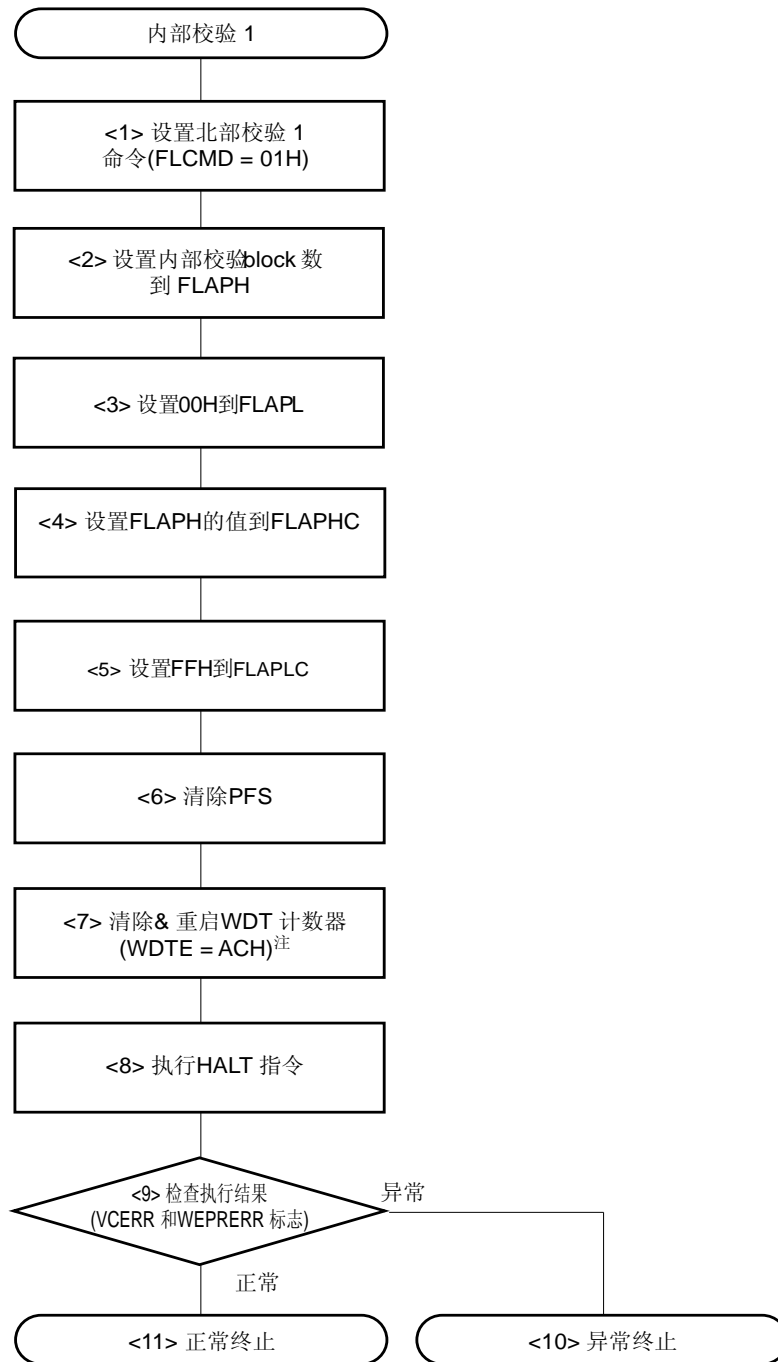 内部校验 1
<1> 设置北部校验 1
命令(FLCMD = 01H)
<2> 设置内部校验block 数
到 FLAPH
<3> 设置00H到FLAPL
<4> 设置FLAPH的值到FLAPHC
<5> 设置FFH到FLAPLC
<6> 清除PFS
<7> 清除& 重启WDT 计数器
(WDTE = ACH)注
<8> 执行HALT 指令
<9> 检查执行结果
(VCERR 和WEPRERR 标志)
异常
正常
<11> 正常终止
<10> 异常终止